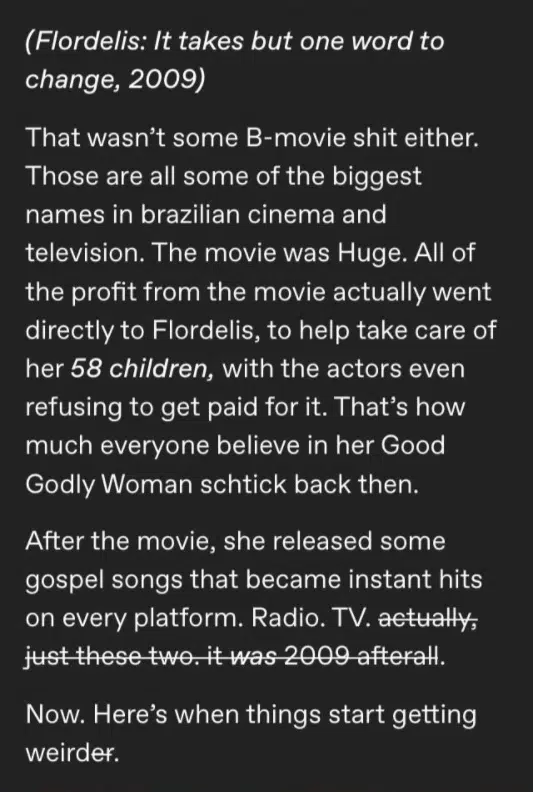 (Flordelis: It takes but one word to
change, 2009)
That wasn't some B-movie shit either.
Those are all some of the biggest
names in brazilian cinema and
television. The movie was Huge. All of
the profit from the movie actually went
directly to Flordelis, to help take care of
her 58 children, with the actors even
refusing to get paid for it. That's how
much everyone believe in her Good
Godly Woman schtick back then.
After the movie, she released some
gospel songs that became instant hits
on every platform. Radio. TV. actually,
just these two. it was 2009 afterall.
Now. Here's when things start getting
weirder.